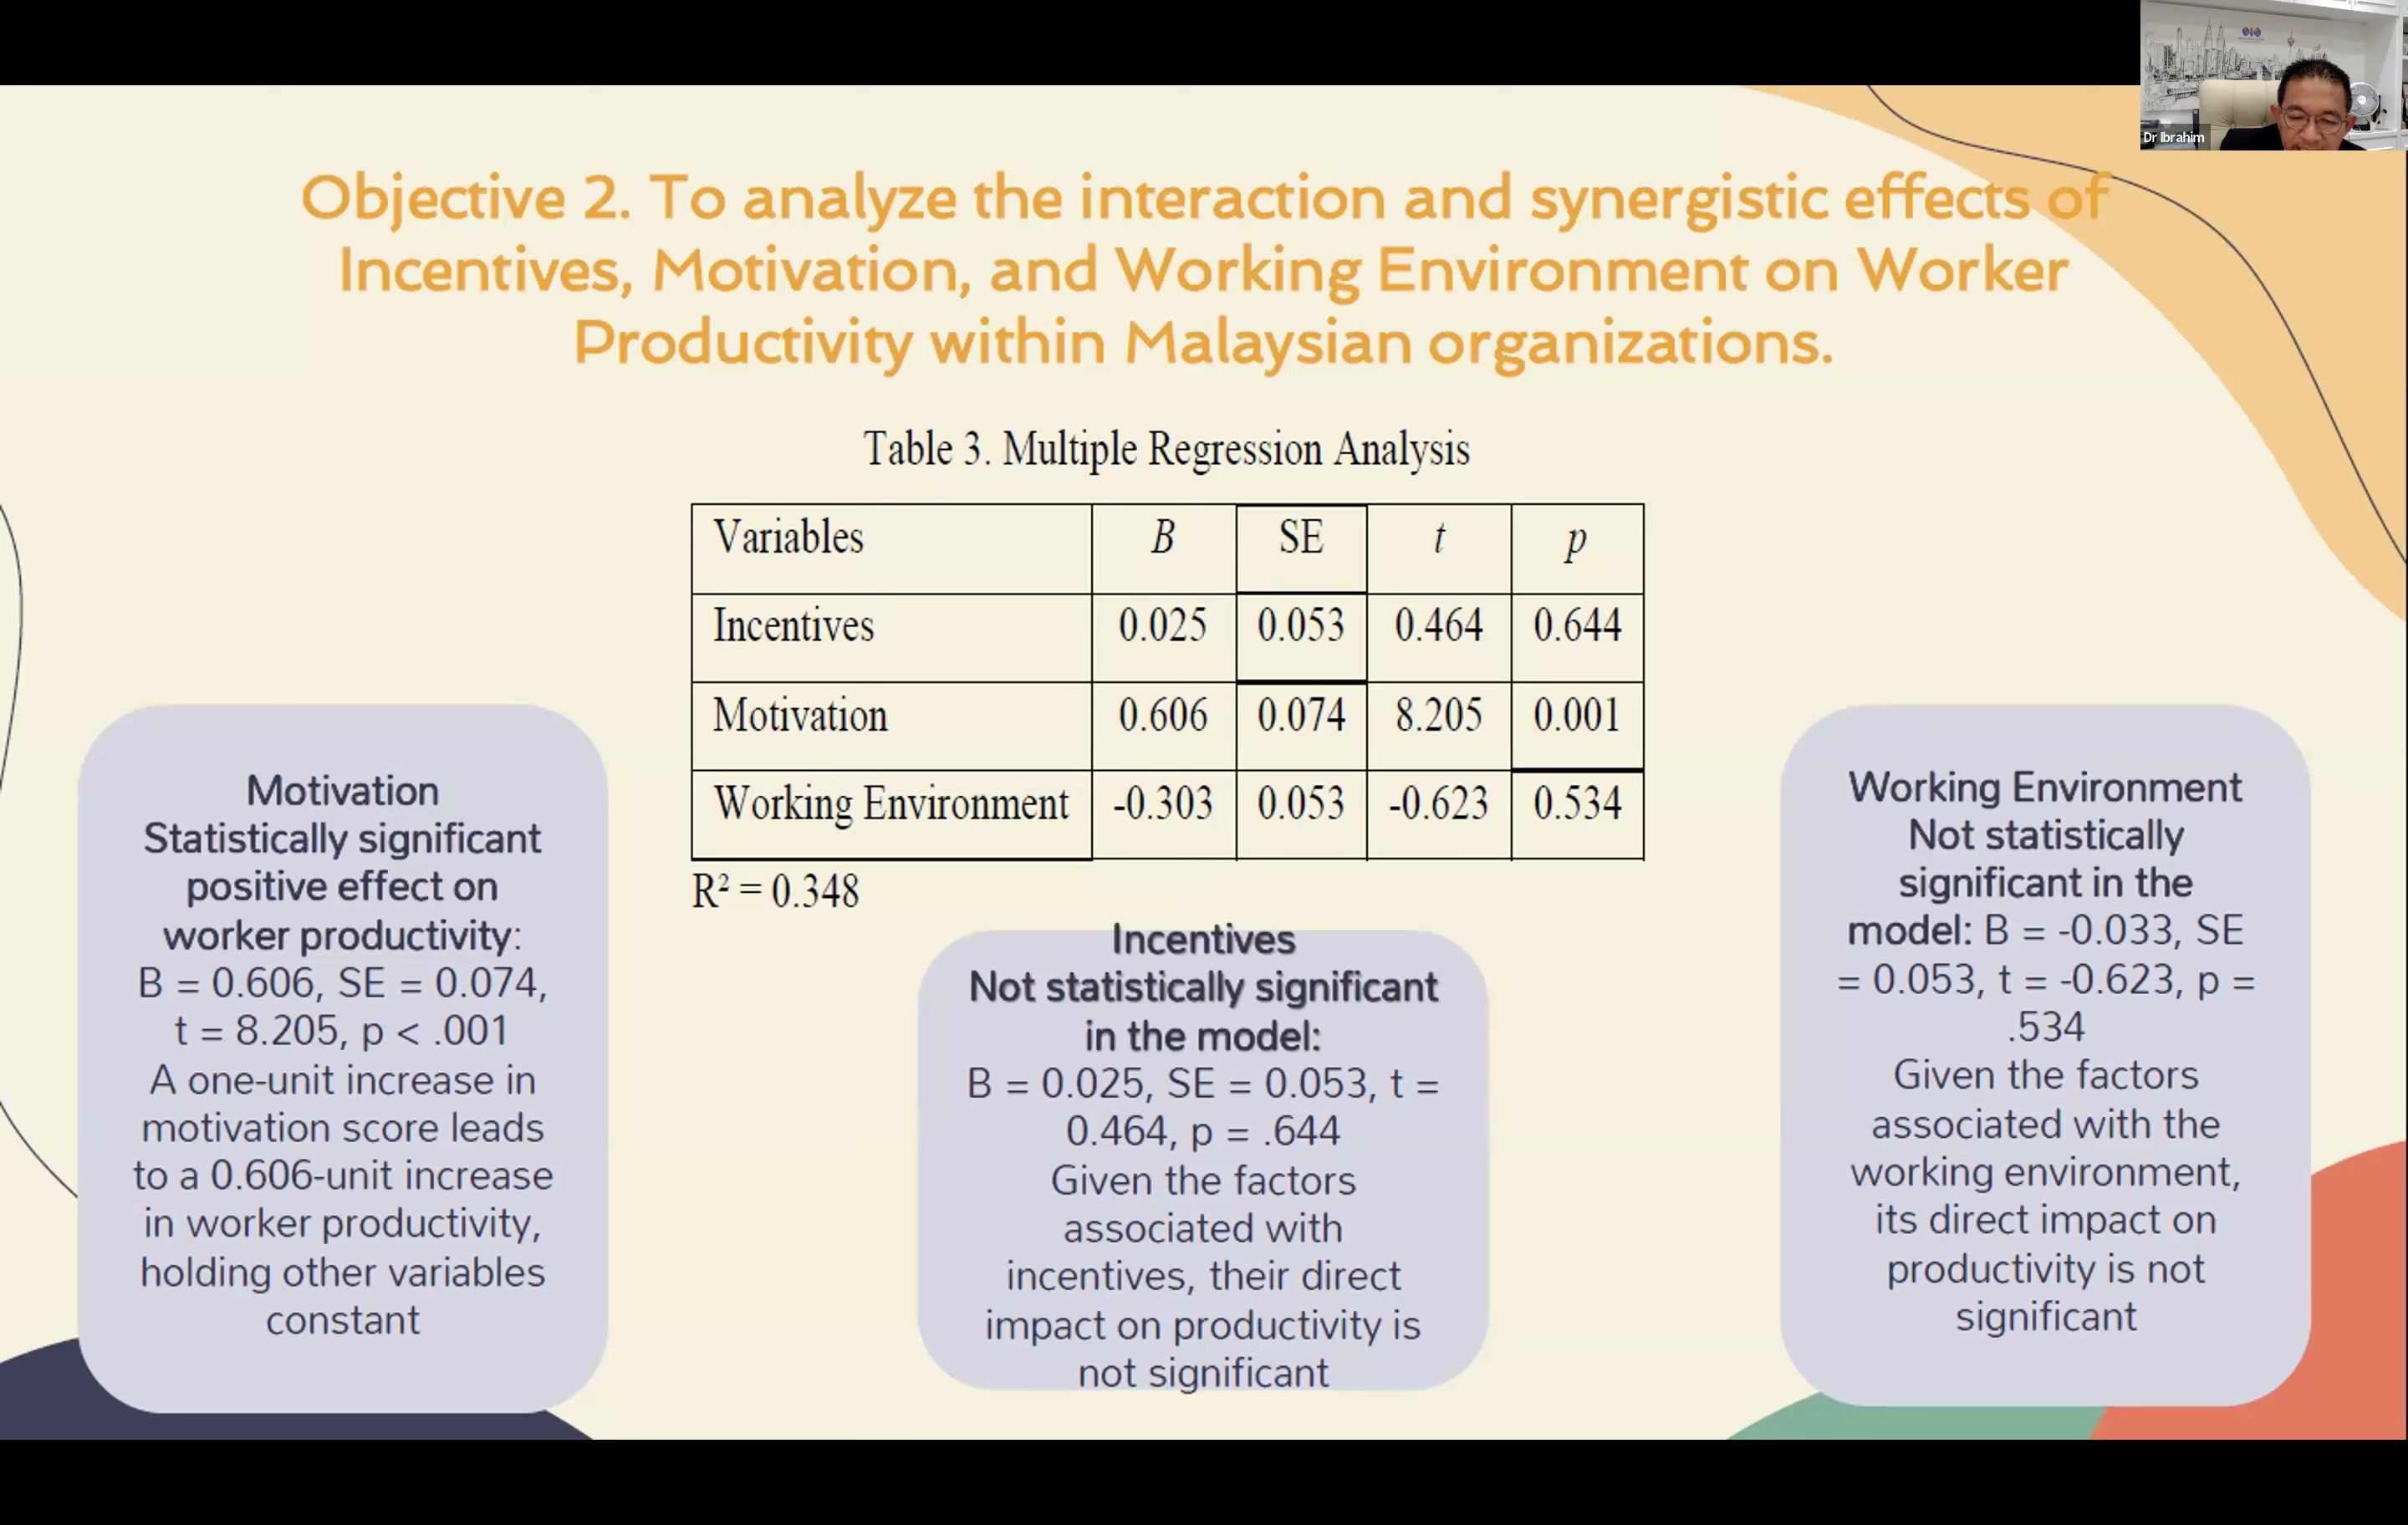 Dr Ibrahim
Objective 2. To analyze the interaction and synergistic effects of
Incentives, Motivation, and Working Environment on Worker
Productivity within Malaysian organizations.
Table 3. Multiple Regression Analysis
Variables B SE t p
Incentives 0.025 0.053 0.464 0.644
Motivation 0.606 0.074 8.205 0.001
Working Environment -0.303 0.053 -0.623 0.534
R² = 0.348
Motivation
Statistically significant
positive effect on
worker productivity:
B = 0.606, SE = 0.074,
t = 8.205, p < .001
A one-unit increase in
motivation score leads
to a 0.606-unit increase
in worker productivity,
holding other variables
constant
Incentives
Not statistically significant
in the model:
B = 0.025, SE = 0.053, t =
0.464, p = .644
Given the factors
associated with
incentives, their direct
impact on productivity is
not significant
Working Environment
Not statistically
significant in the
model: B = -0.033, SE
= 0.053, t = -0.623, p =
.534
Given the factors
associated with the
working environment,
its direct impact on
productivity is not
significant